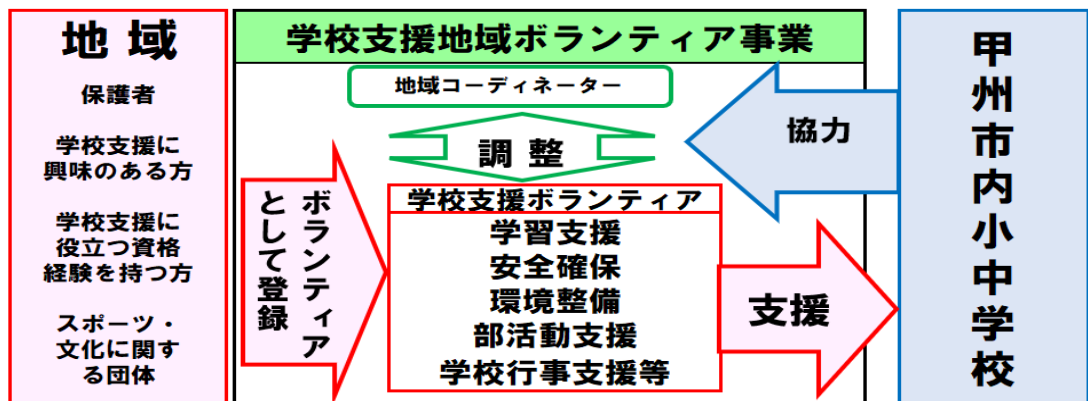 地域
保護者
学校支援に
興味のある方
学校支援に
役立つ資格
経験を持つ方
スポーツ・
文化に関す
る団体
学校支援地域ボランティア事業
地域コーディネーター
調整
ボランティア
として登録
学校支援ボランティア
学習支援
安全確保
環境整備
部活動支援
学校行事支援等
協力
支援
甲州市内小中学校